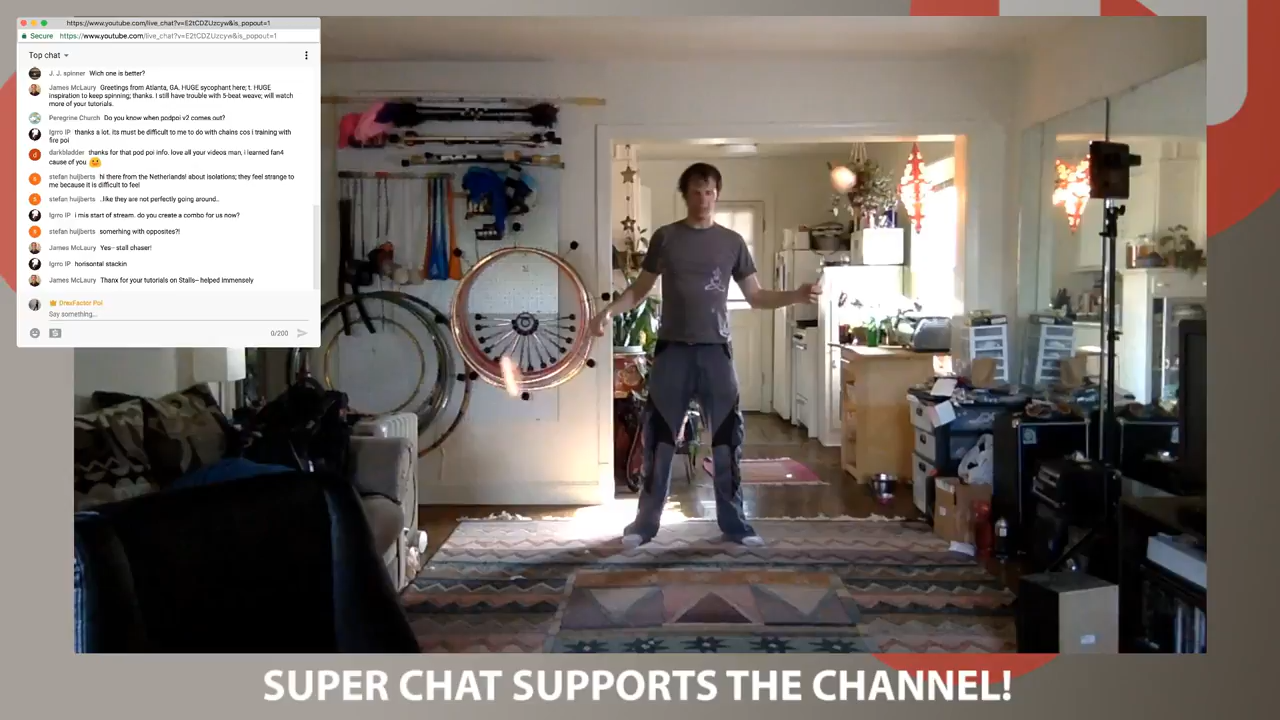 https://www.youtube.com/live_chat?v=E2tCDZUzcyw&is_popout=1
Secure https://www.youtube.com/live_chat?v=E2tCDZUzcyw&is_popout=1
Top chat
J. J. spinner Wich one is better?
James McLaury Greetings from Atlanta, GA. HUGE sycophant here; t. HUGE
inspiration to keep spinning; thanks. I still have trouble with 5-beat weave; will watch
more of your tutorials.
Peregrine Church Do you know when podpoi v2 comes out?
Igrro IP thanks a lot. its must be difficult to me to do with chains cos i training with
fire poi
darkbladder thanks for that pod poi info. love all your videos man, i learned fan4
cause of you
stefan huijberts hi there from the Netherlands! about isolations; they feel strange to
me because it is difficult to feel
stefan huijberts ..like they are not perfectly going around..
Igrro IP i mis start of stream. do you create a combo for us now?
stefan huijberts somerhing with opposites?!
James McLaury Yes-- stall chaser!
Igrro IP horisontal stackin
James McLaury Thanx for your tutorials on Stalls-- helped immensely
DrexFactor Poi
Say something...
0/200
SUPER CHAT SUPPORTS THE CHANNEL!